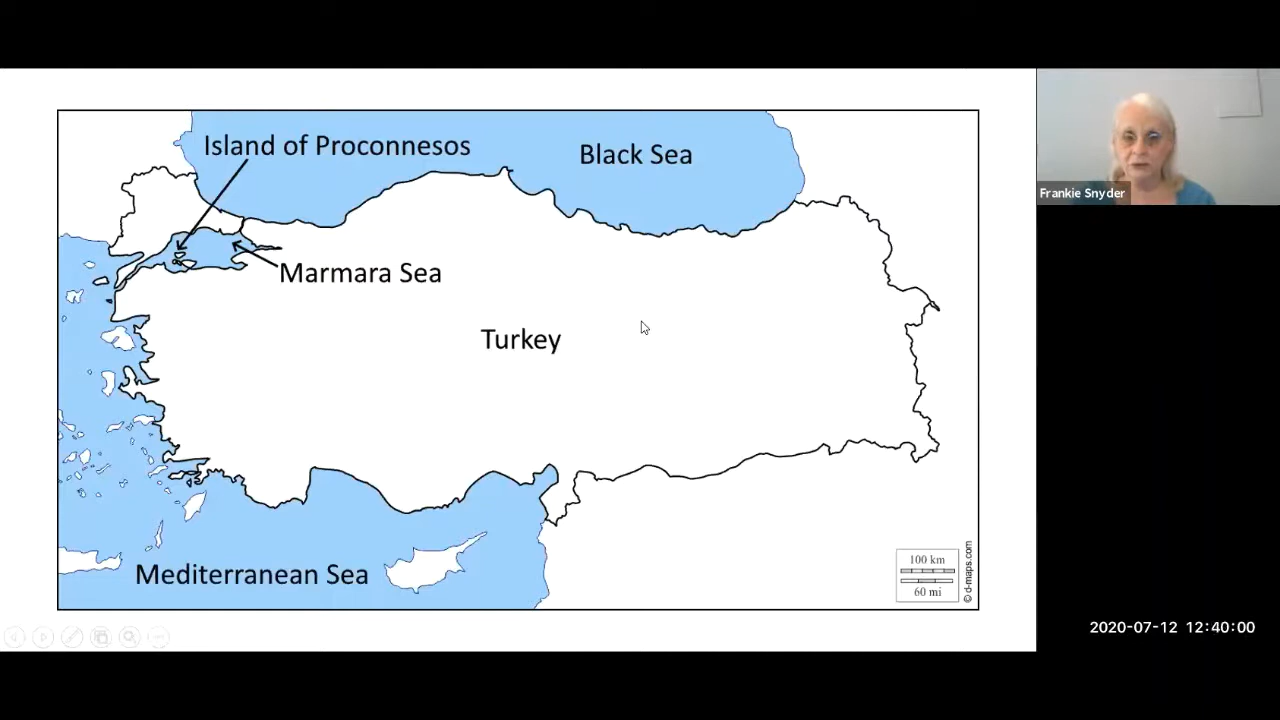 Island of Proconnesos
Black Sea
Marmara Sea
Turkey
Mediterranean Sea
100 km
60 mi
© d-maps.com
Frankie Snyder
2020-07-12 12:40:00